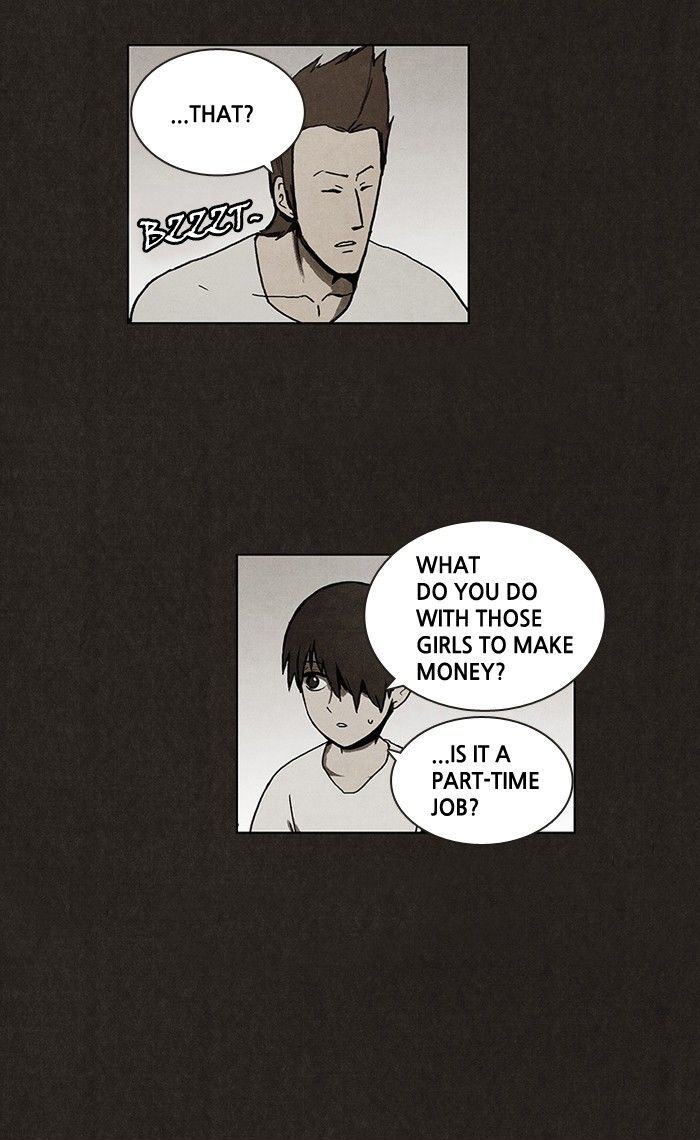 ...THAT?
BZZZT-
WHAT
DO YOU DO
WITH THOSE
GIRLS TO MAKE
MONEY?
...IS IT A
PART-TIME
JOB?